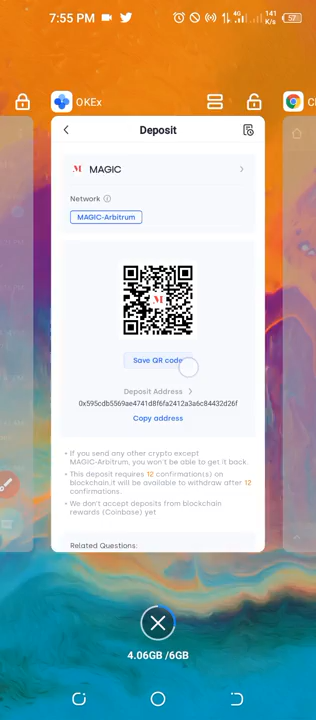 7:55 PM
4G
141
K/s
57
OKEx
Deposit
M MAGIC
Network
MAGIC-Arbitrum
M
Save QR code
Deposit Address
0x595cdb5569ae4741d8f6fa2412a3a6c84432d26f
Copy address
• If you send any other crypto except
MAGIC-Arbitrum, you won't be able to get it back.
• This deposit requires 12 confirmation(s) on
blockchain.it will be available to withdraw after 12
confirmations.
• We don't accept deposits from blockchain
rewards (Coinbase) yet
Related Questions:
4.06GB /6GB